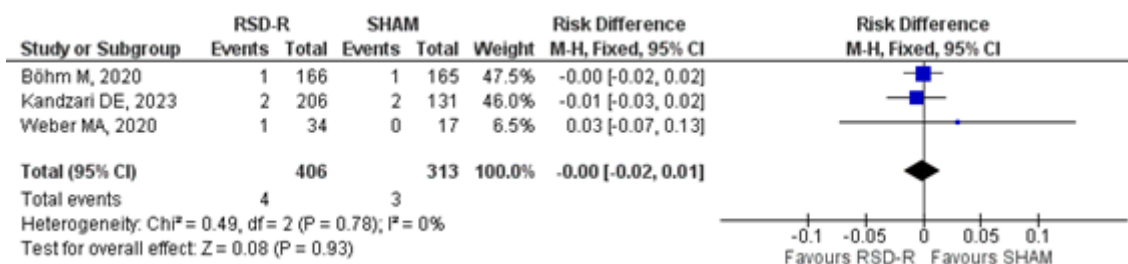 RSD-R SHAM Risk Difference Risk Difference
Study or Subgroup Events Total Events Total Weight M-H, Fixed, 95% CI M-H, Fixed, 95% CI
Böhm M, 2020 1 166 1 165 47.5% -0.00 [-0.02, 0.02]
Kandzari DE, 2023 2 206 2 131 46.0% -0.01 [-0.03, 0.02]
Weber MA, 2020 1 34 0 17 6.5% 0.03 [-0.07, 0.13]
Total (95% CI) 406 313 100.0% -0.00 [-0.02, 0.01]
Total events 4 3
Heterogeneity: Chi² = 0.49, df = 2 (P = 0.78); I² = 0%
Test for overall effect: Z = 0.08 (P = 0.93)
-0.1 -0.05 0 0.05 0.1
Favours RSD-R Favours SHAM